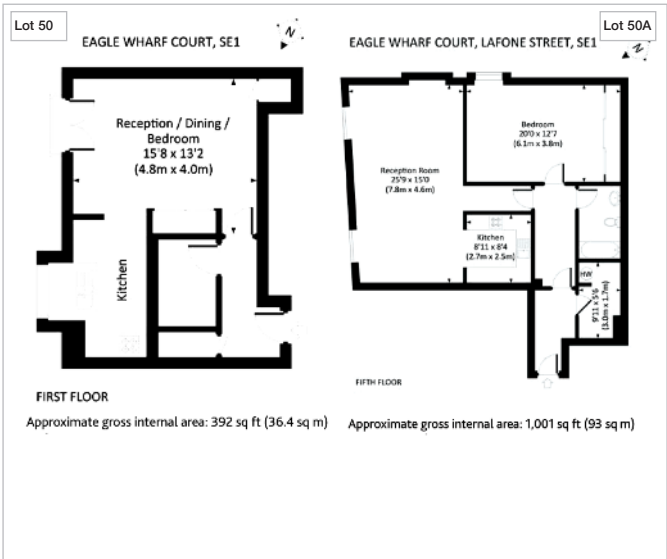 Lot 50
N
EAGLE WHARF COURT, SE1
Reception / Dining /
Bedroom
15'8 x 13'2
(4.8m x 4.0m)
Kitchen
FIRST FLOOR
Approximate gross internal area: 392 sq ft (36.4 sq m)
Lot 50A
N
EAGLE WHARF COURT, LAFONE STREET, SE1
Bedroom
20'0 x 12'7
(6.1m x 3.8m)
Reception Room
25'9 x 15'0
(7.8m x 4.6m)
Kitchen
8'11 x 8'4
(2.7m x 2.5m)
HW
9'11 x 5'6
(3.0m x 1.7m)
FIFTH FLOOR
Approximate gross internal area: 1,001 sq ft (93 sq m)